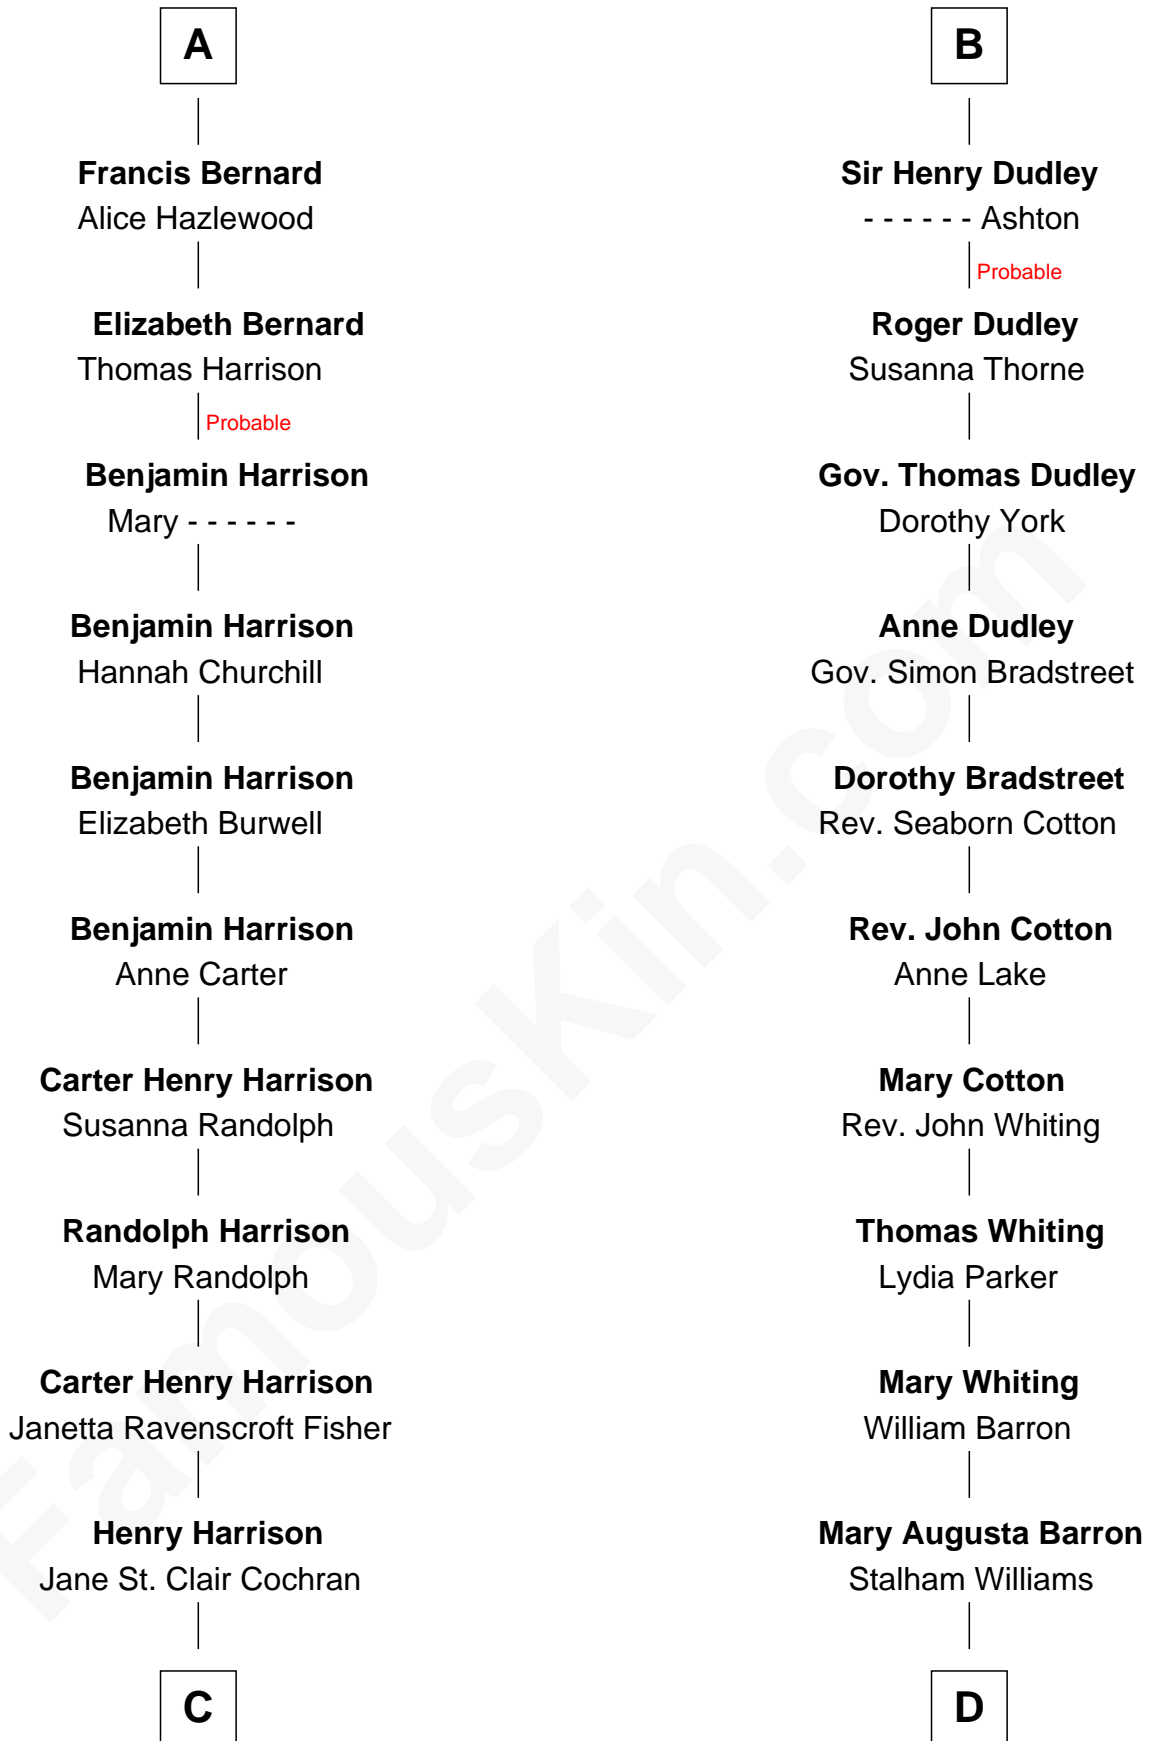 A
Francis Bernard
Alice Hazlewood
Elizabeth Bernard
Thomas Harrison
Probable
Benjamin Harrison
Mary - - - - - -
Benjamin Harrison
Hannah Churchill
Benjamin Harrison
Elizabeth Burwell
Benjamin Harrison
Anne Carter
Carter Henry Harrison
Susanna Randolph
Randolph Harrison
Mary Randolph
Carter Henry Harrison
Janetta Ravenscroft Fisher
Henry Harrison
Jane St. Clair Cochran
C
B
Sir Henry Dudley
- - - - - - Ashton
Probable
Roger Dudley
Susanna Thorne
Gov. Thomas Dudley
Dorothy York
Anne Dudley
Gov. Simon Bradstreet
Dorothy Bradstreet
Rev. Seaborn Cotton
Rev. John Cotton
Anne Lake
Mary Cotton
Rev. John Whiting
Thomas Whiting
Lydia Parker
Mary Whiting
William Barron
Mary Augusta Barron
Stalham Williams
D
FamousKin.com